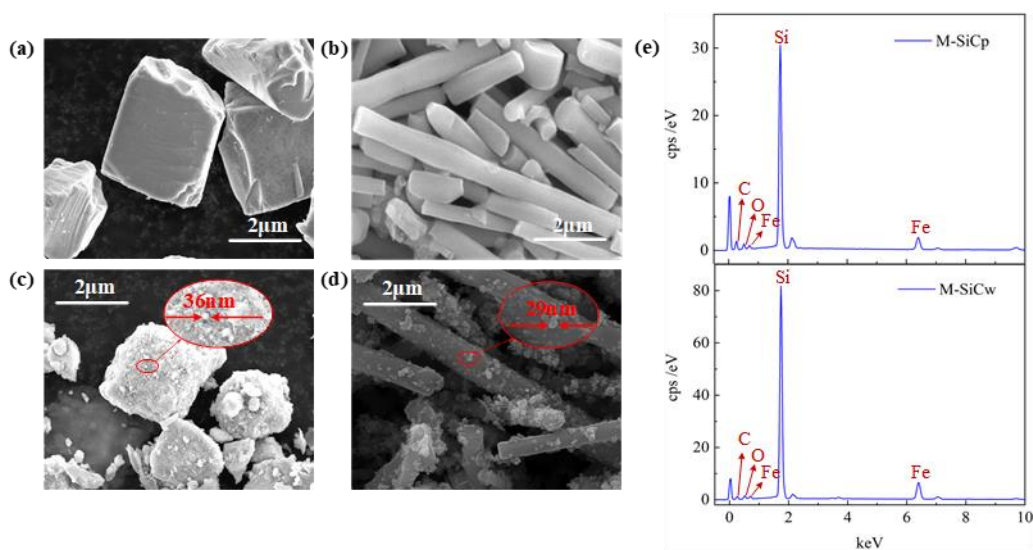 (a)
2μm
(b)
2μm
(c)
2μm
36nm
(d)
2μm
29nm
(e)
M-SiCp
Si
30
20
10
0
cps /eV
C
O
Fe
Fe
M-SiCw
Si
80
60
40
20
0
cps /eV
C
O
Fe
Fe
0 2 4 6 8 10
keV